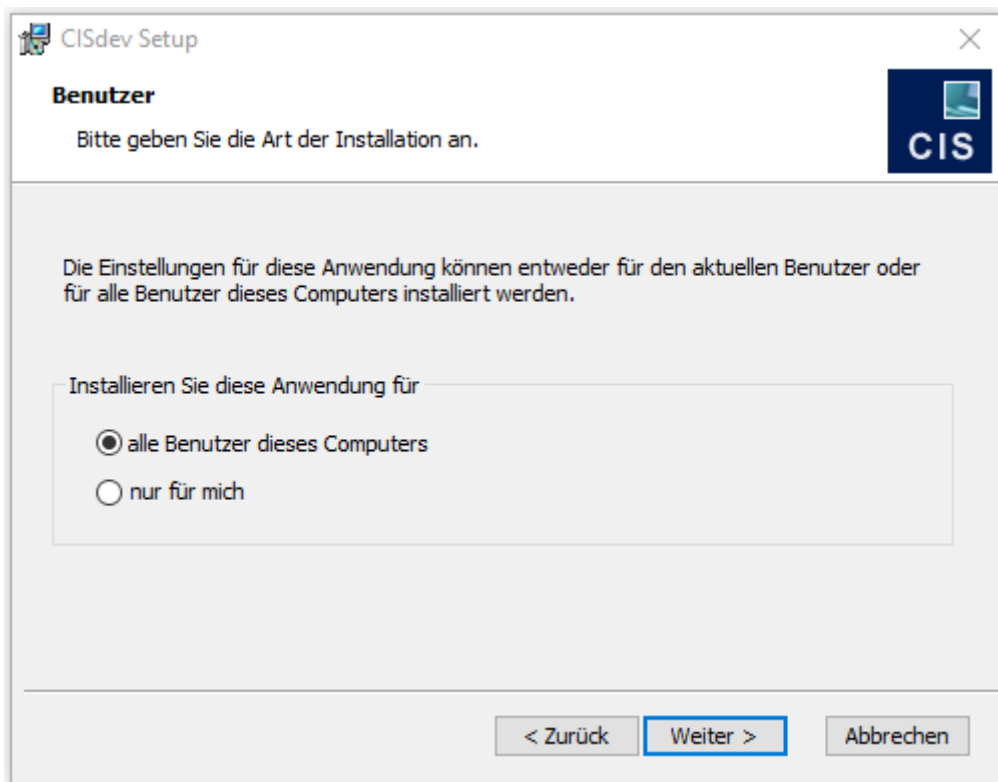 CISdev Setup
Benutzer
Bitte geben Sie die Art der Installation an.
CIS
Die Einstellungen für diese Anwendung können entweder für den aktuellen Benutzer oder
für alle Benutzer dieses Computers installiert werden.
Installieren Sie diese Anwendung für
alle Benutzer dieses Computers
nur für mich
< Zurück
Weiter >
Abbrechen